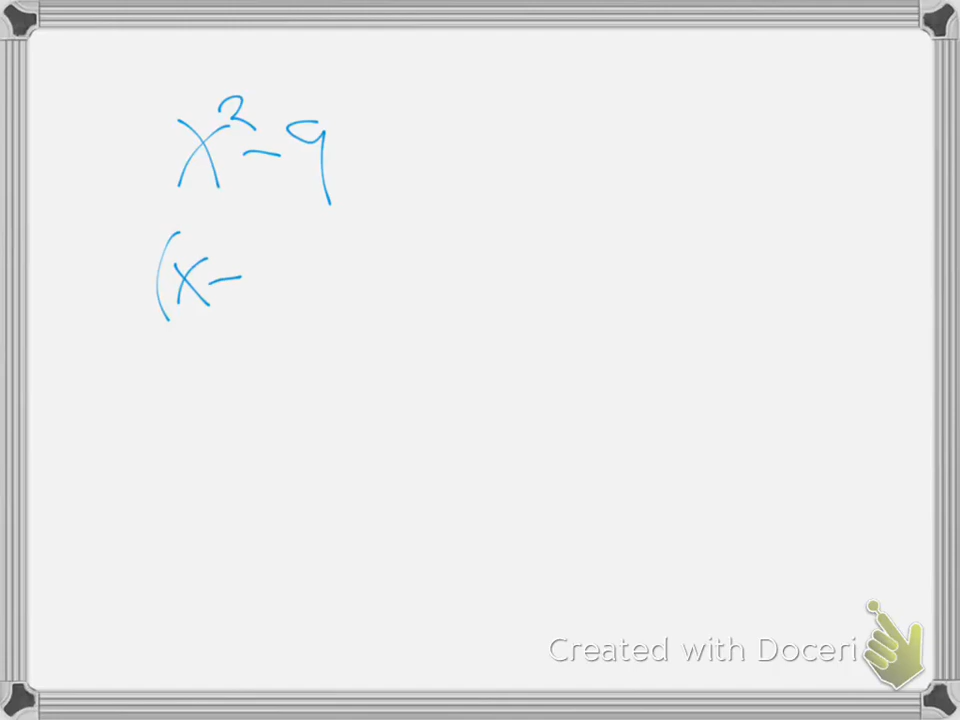 x² - 9
(x -
Created with Doceri